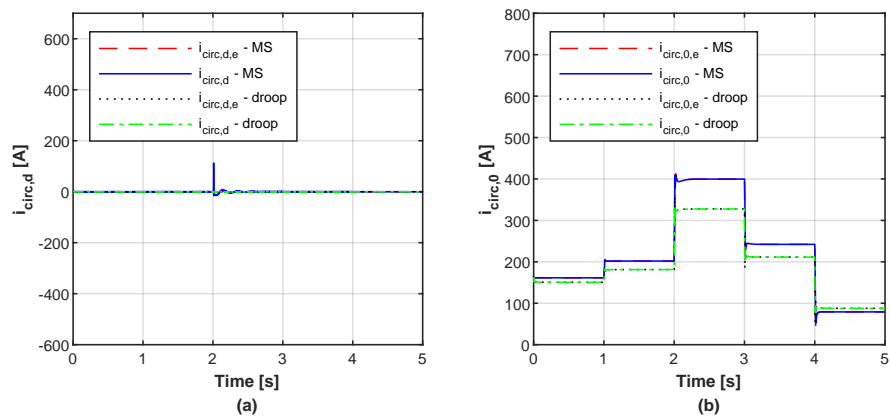 600
400
200
0
-200
-400
-600
i_circ,d [A]
i_circ,d,e - MS
i_circ,d - MS
i_circ,d,e - droop
i_circ,d - droop
0 1 2 3 4 5
Time [s]
(a)
800
700
600
500
400
300
200
100
0
i_circ,0 [A]
i_circ,0,e - MS
i_circ,0 - MS
i_circ,0,e - droop
i_circ,0 - droop
0 1 2 3 4 5
Time [s]
(b)